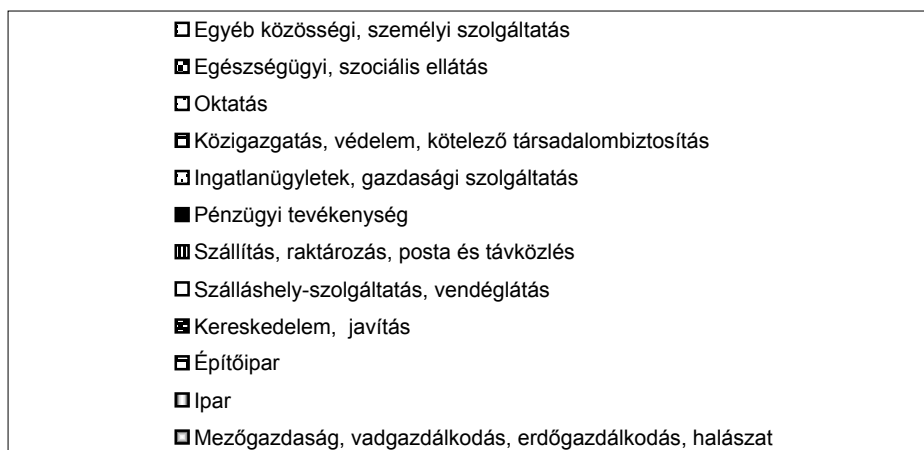 Egyéb közösségi, személyi szolgáltatás
Egészségügyi, szociális ellátás
Oktatás
Közigazgatás, védelem, kötelező társadalombiztosítás
Ingatlanügyletek, gazdasági szolgáltatás
Pénzügyi tevékenység
Szállítás, raktározás, posta és távközlés
Szálláshely-szolgáltatás, vendéglátás
Kereskedelem, javítás
Építőipar
Ipar
Mezőgazdaság, vadgazdálkodás, erdőgazdálkodás, halászat